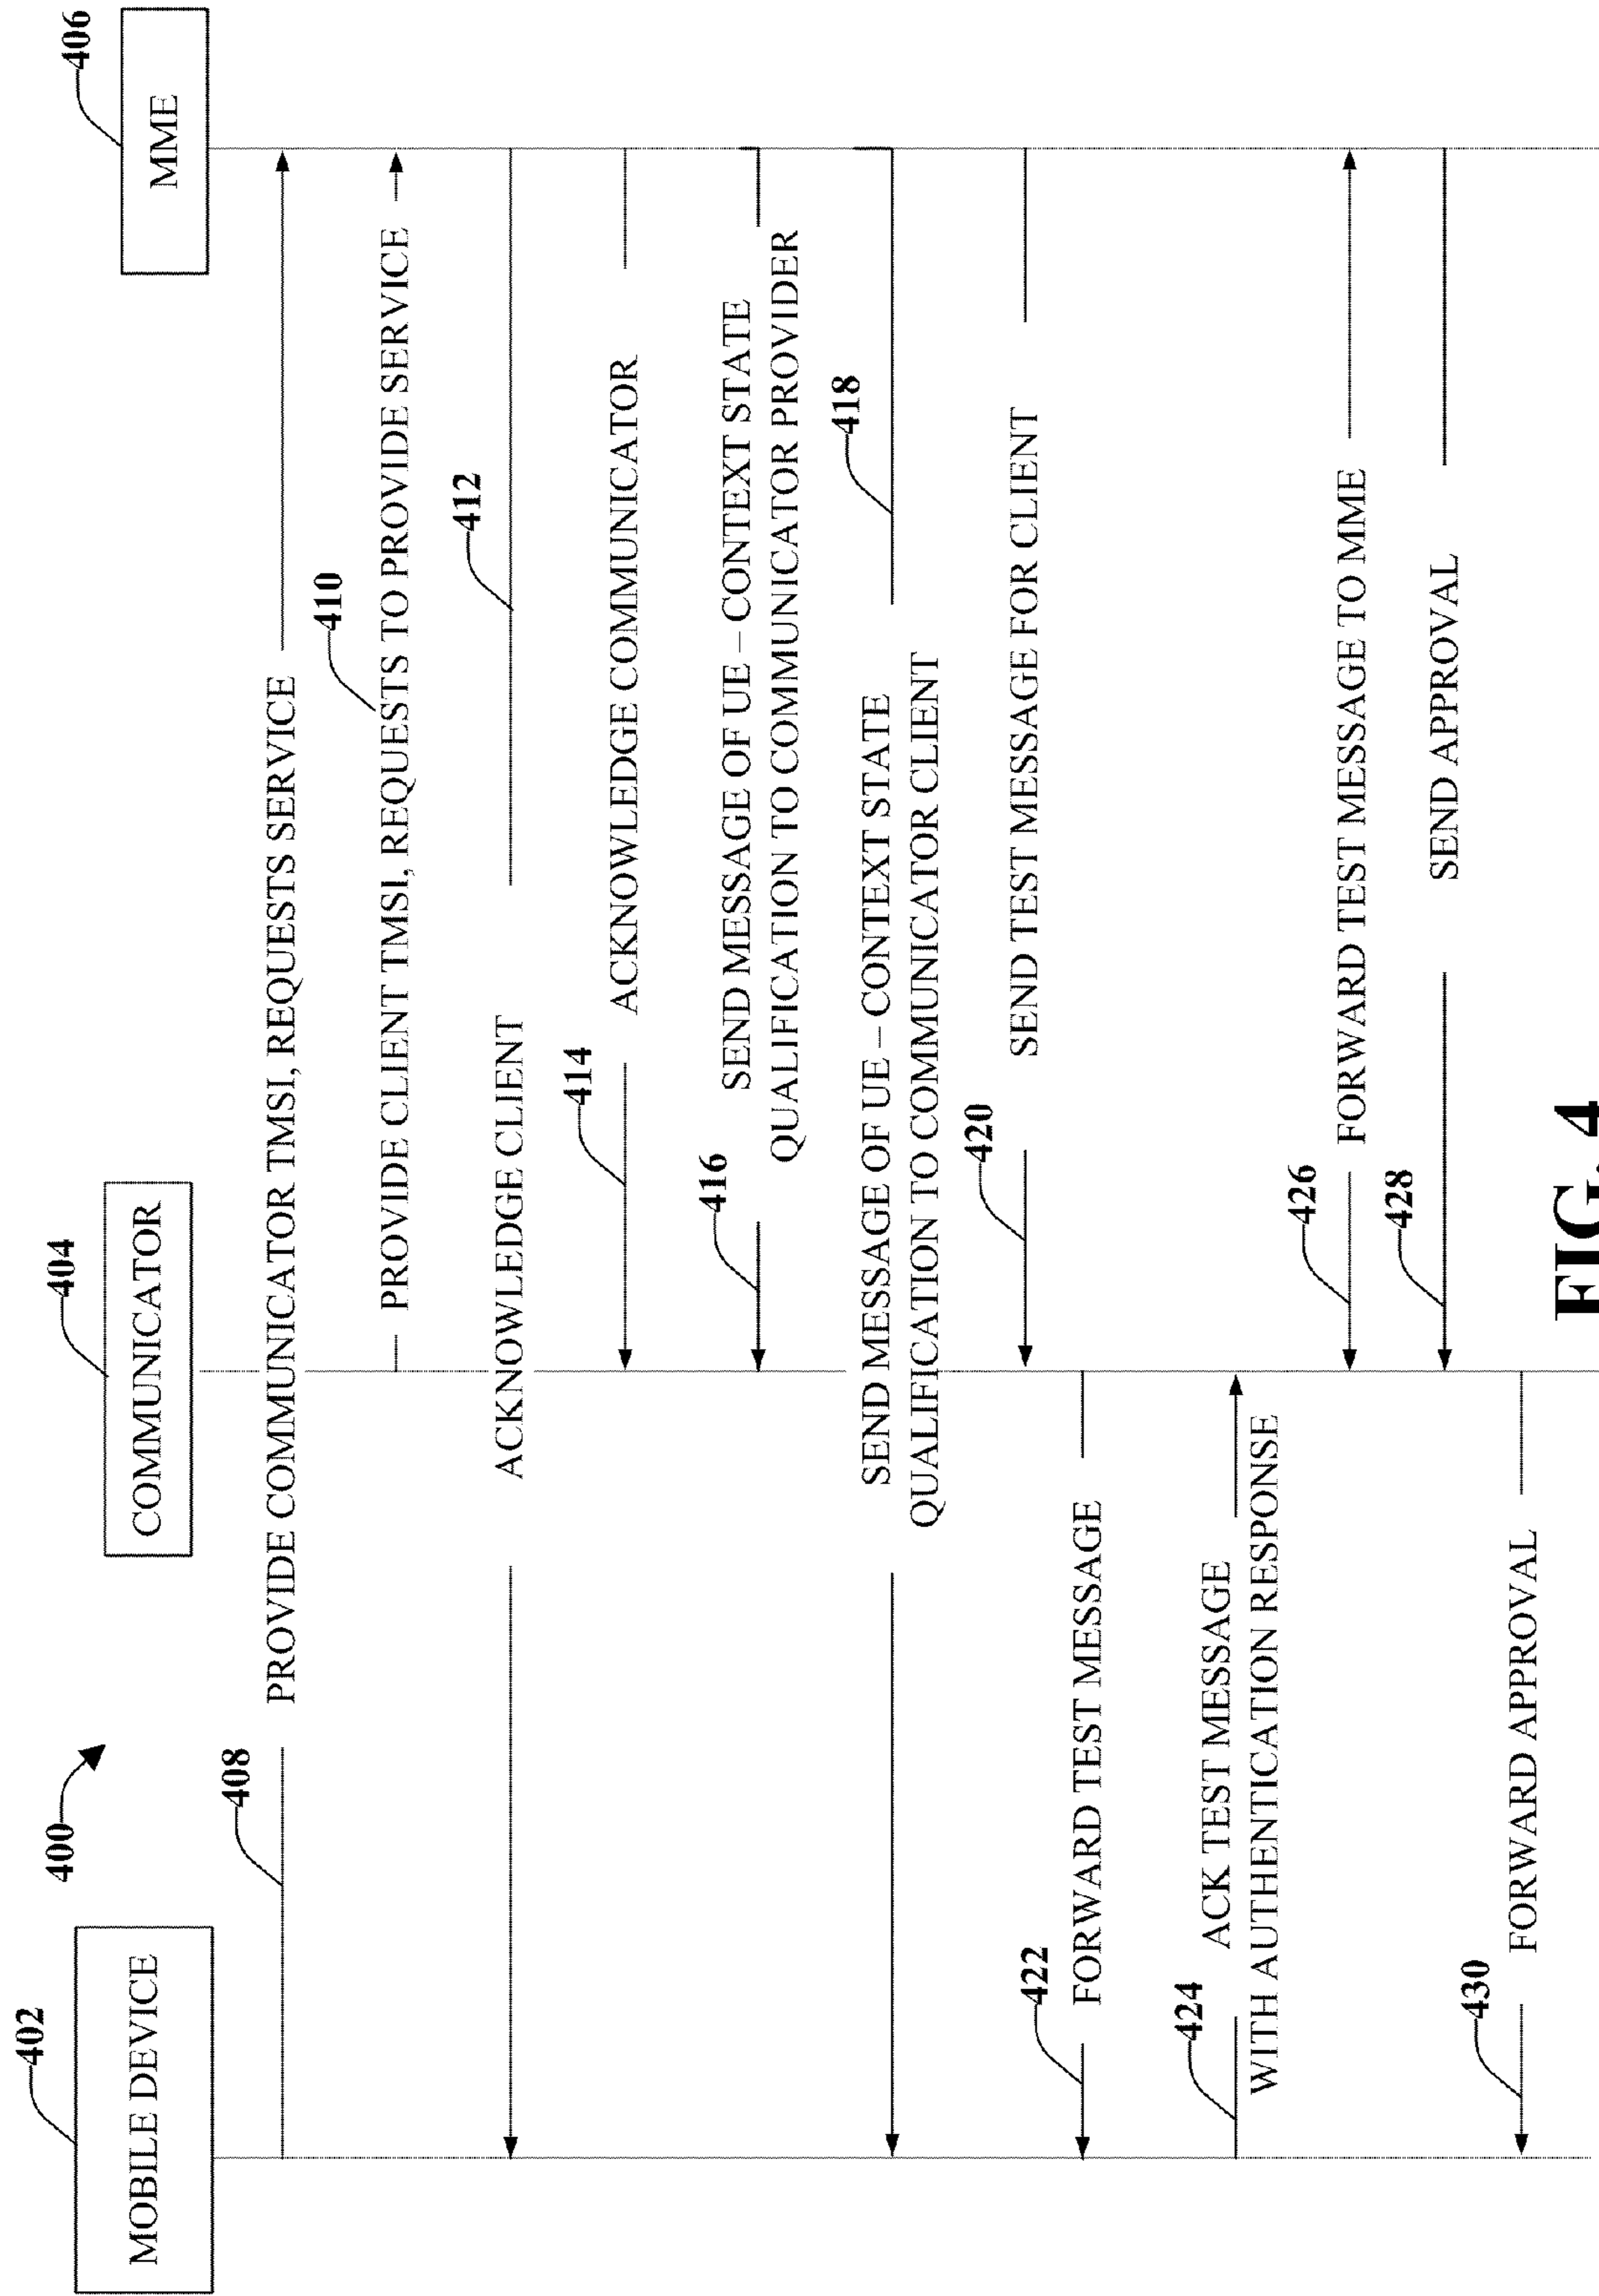 400
402
MOBILE DEVICE
404
COMMUNICATOR
406
MME
408
PROVIDE COMMUNICATOR TMSI, REQUESTS SERVICE
410
PROVIDE CLIENT TMSI, REQUESTS TO PROVIDE SERVICE
412
ACKNOWLEDGE CLIENT
414
ACKNOWLEDGE COMMUNICATOR
416
SEND MESSAGE OF UE – CONTEXT STATE
QUALIFICATION TO COMMUNICATOR PROVIDER
418
SEND MESSAGE OF UE – CONTEXT STATE
QUALIFICATION TO COMMUNICATOR CLIENT
420
SEND TEST MESSAGE FOR CLIENT
422
FORWARD TEST MESSAGE
424
ACK TEST MESSAGE
WITH AUTHENTICATION RESPONSE
426
FORWARD TEST MESSAGE TO MME
428
SEND APPROVAL
430
FORWARD APPROVAL
FIG. 4